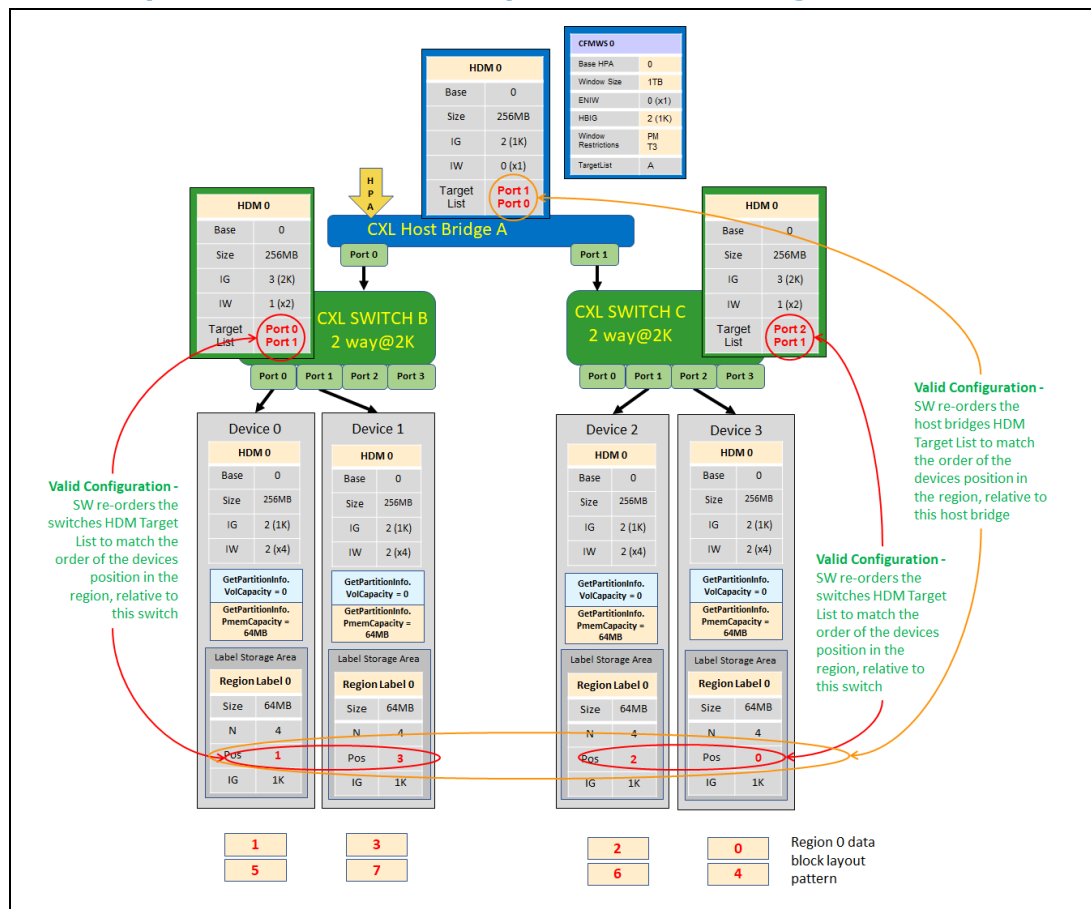 HDM 0
Base 0
Size 256MB
IG 2 (1K)
IW 0 (x1)
Target List Port 1 Port 0
CFMWS 0
Base HPA 0
Window Size 1TB
ENIW 0 (x1)
HBIG 2 (1K)
Window Restrictions PM T3
TargetList A
HPA
CXL Host Bridge A
Port 0
Port 1
HDM 0
Base 0
Size 256MB
IG 3 (2K)
IW 1 (x2)
Target List Port 0 Port 1
CXL SWITCH B
2 way@2K
Port 0 Port 1 Port 2 Port 3
HDM 0
Base 0
Size 256MB
IG 3 (2K)
IW 1 (x2)
Target List Port 2 Port 1
CXL SWITCH C
2 way@2K
Port 0 Port 1 Port 2 Port 3
Valid Configuration -
SW re-orders the
switches HDM Target
List to match the
order of the devices
position in the
region, relative to
this switch
Device 0
HDM 0
Base 0
Size 256MB
IG 2 (1K)
IW 2 (x4)
GetPartitionInfo.
VolCapacity = 0
GetPartitionInfo.
PmemCapacity =
64MB
Label Storage Area
Region Label 0
Size 64MB
N 4
Pos 1
IG 1K
Device 1
HDM 0
Base 0
Size 256MB
IG 2 (1K)
IW 2 (x4)
GetPartitionInfo.
VolCapacity = 0
GetPartitionInfo.
PmemCapacity =
64MB
Label Storage Area
Region Label 0
Size 64MB
N 4
Pos 3
IG 1K
Device 2
HDM 0
Base 0
Size 256MB
IG 2 (1K)
IW 2 (x4)
GetPartitionInfo.
VolCapacity = 0
GetPartitionInfo.
PmemCapacity =
64MB
Label Storage Area
Region Label 0
Size 64MB
N 4
Pos 2
IG 1K
Device 3
HDM 0
Base 0
Size 256MB
IG 2 (1K)
IW 2 (x4)
GetPartitionInfo.
VolCapacity = 0
GetPartitionInfo.
PmemCapacity =
64MB
Label Storage Area
Region Label 0
Size 64MB
N 4
Pos 0
IG 1K
Valid Configuration -
SW re-orders the
host bridges HDM
Target List to match
the order of the
devices position in
the region, relative to
this host bridge
Valid Configuration -
SW re-orders the
switches HDM Target
List to match the
order of the devices
position in the
region, relative to
this switch
1 3 2 0
5 7 6 4
Region 0 data
block layout
pattern